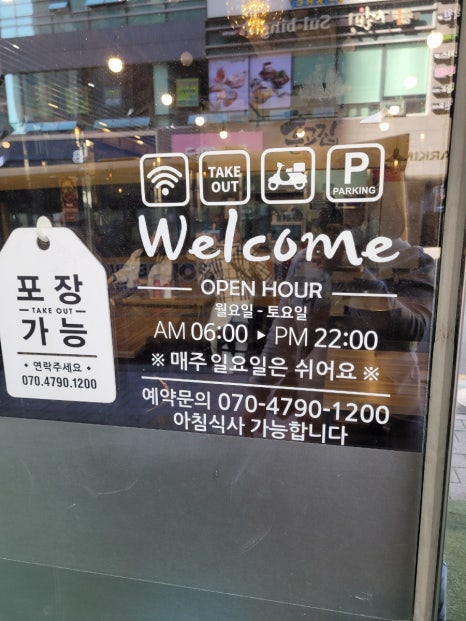 Sul-bing
TAKE
OUT
P
PARKING
Welcome
OPEN HOUR
월요일 - 토요일
AM 06:00 ▸ PM 22:00
※ 매주 일요일은 쉬어요 ※
예약문의 070-4790-1200
아침식사 가능합니다
포장
TAKE OUT
가능
• 연락주세요 •
070.4790.1200